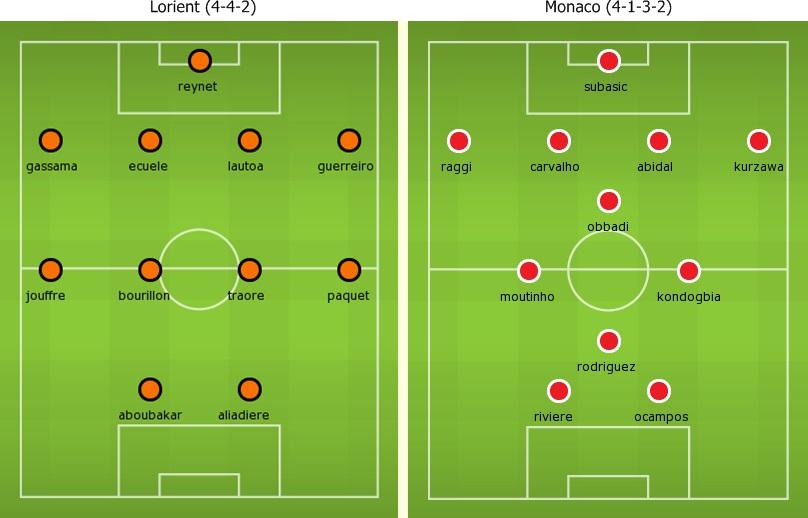 Lorient (4-4-2)
reynet
gassama ecuele lautoa guerreiro
jouffre bourillon traore paquet
aboubakar aliadiere
Monaco (4-1-3-2)
subasic
raggi carvalho abidal kurzawa
obbadi
moutinho kondogbia
rodriguez
riviere ocampos